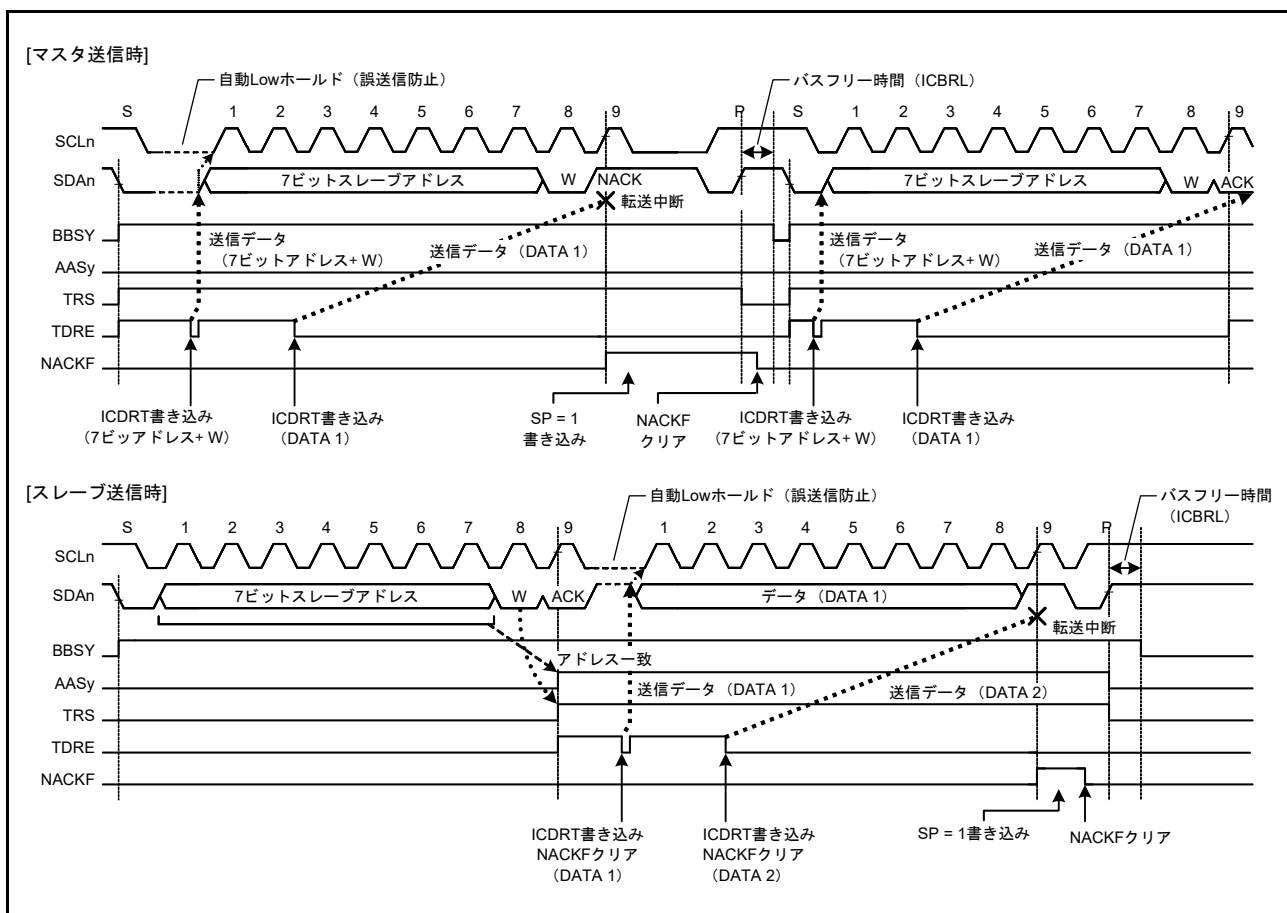 [マスタ送信時]
自動Lowホールド（誤送信防止）
バスフリー時間（ICBRL）
S 1 2 3 4 5 6 7 8 9 P S 1 2 3 4 5 6 7 8 9
SCLn
SDAn 7ビットスレーブアドレス W NACK 7ビットスレーブアドレス W ACK
転送中断
BBSY
送信データ
（7ビットアドレス+ W）
送信データ（DATA 1）
送信データ
（7ビットアドレス+ W）
送信データ（DATA 1）
AASy
TRS
TDRE
NACKF
ICDRT書き込み
（7ビッアドレス+ W）
ICDRT書き込み
（DATA 1）
SP = 1
書き込み
NACKF
クリア
ICDRT書き込み
（7ビットアドレス+ W）
ICDRT書き込み
（DATA 1）
[スレーブ送信時]
自動Lowホールド（誤送信防止）
バスフリー時間
（ICBRL）
S 1 2 3 4 5 6 7 8 9 1 2 3 4 5 6 7 8 9 P
SCLn
SDAn 7ビットスレーブアドレス W ACK データ（DATA 1）
転送中断
BBSY
アドレス一致
AASy
送信データ（DATA 1） 送信データ（DATA 2）
TRS
TDRE
NACKF
ICDRT書き込み
NACKFクリア
（DATA 1）
ICDRT書き込み
NACKFクリア
（DATA 2）
SP = 1書き込み
NACKFクリア